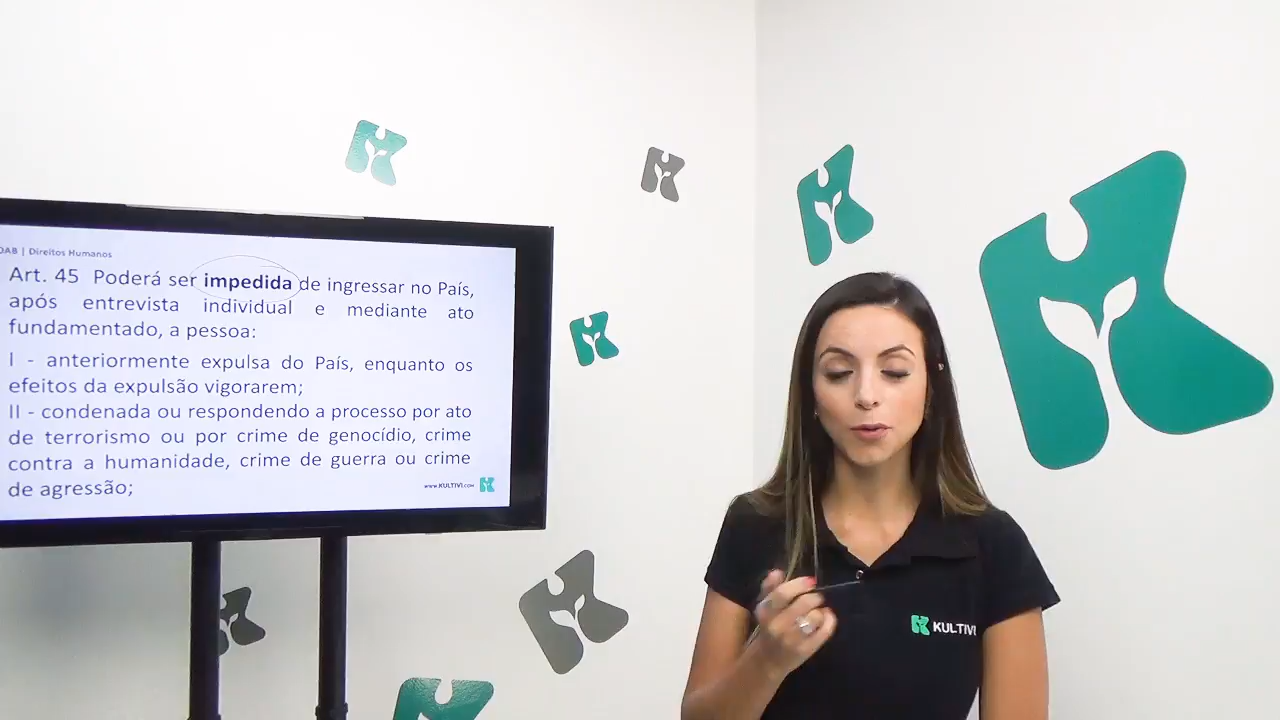 OAB | Direitos Humanos
Art. 45 Poderá ser impedida de ingressar no País,
após entrevista individual e mediante ato
fundamentado, a pessoa:
I - anteriormente expulsa do País, enquanto os
efeitos da expulsão vigorarem;
II - condenada ou respondendo a processo por ato
de terrorismo ou por crime de genocídio, crime
contra a humanidade, crime de guerra ou crime
de agressão;
www.KULTIVI.COM
KULTIVI